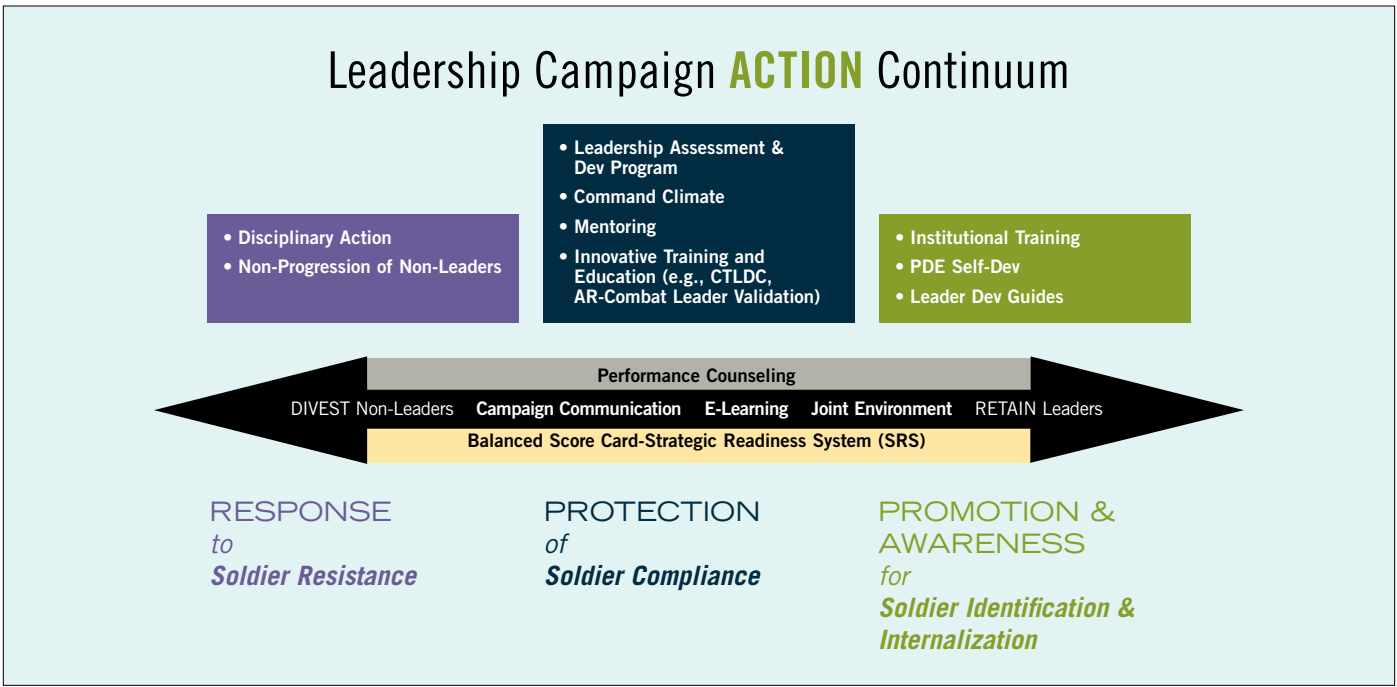 Leadership Campaign ACTION Continuum
• Disciplinary Action
• Non-Progression of Non-Leaders
• Leadership Assessment &
Dev Program
• Command Climate
• Mentoring
• Innovative Training and
Education (e.g., CTLDC,
AR-Combat Leader Validation)
• Institutional Training
• PDE Self-Dev
• Leader Dev Guides
Performance Counseling
DIVEST Non-Leaders Campaign Communication E-Learning Joint Environment RETAIN Leaders
Balanced Score Card-Strategic Readiness System (SRS)
RESPONSE
to
Soldier Resistance
PROTECTION
of
Soldier Compliance
PROMOTION &
AWARENESS
for
Soldier Identification &
Internalization